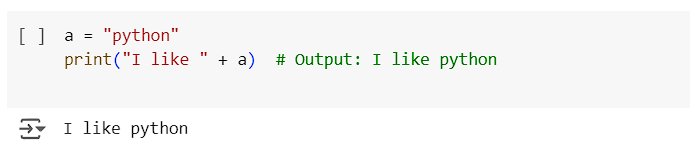 [ ] a = "python"
print("I like " + a)  # Output: I like python
I like python